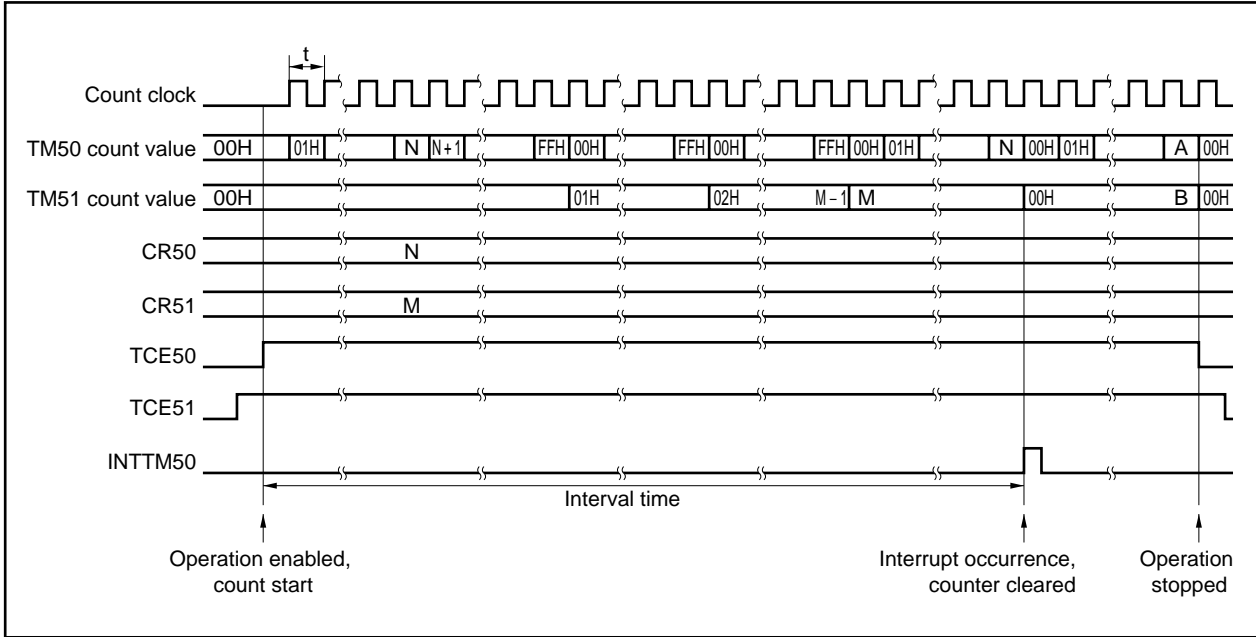 t
Count clock
TM50 count value 00H 01H N N+1 FFH 00H FFH 00H FFH 00H 01H N 00H 01H A 00H
TM51 count value 00H 01H 02H M−1 M 00H B 00H
CR50 N
CR51 M
TCE50
TCE51
INTTM50
Interval time
Operation enabled,
count start
Interrupt occurrence,
counter cleared
Operation
stopped